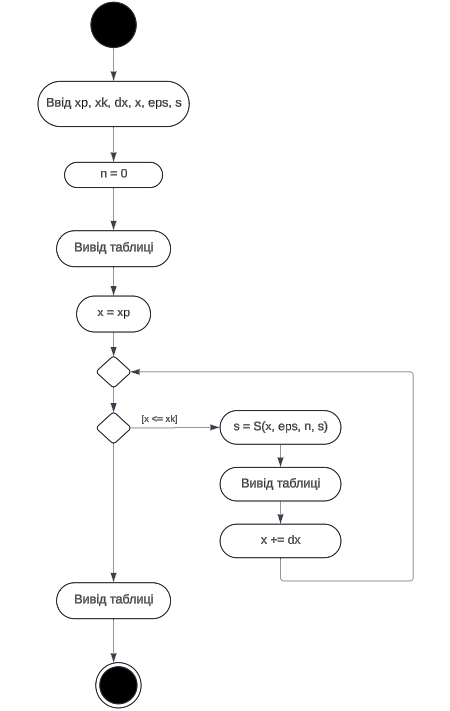 Ввід xp, xk, dx, x, eps, s
n = 0
Вивід таблиці
x = xp
[x <= xk]
s = S(x, eps, n, s)
Вивід таблиці
x += dx
Вивід таблиці